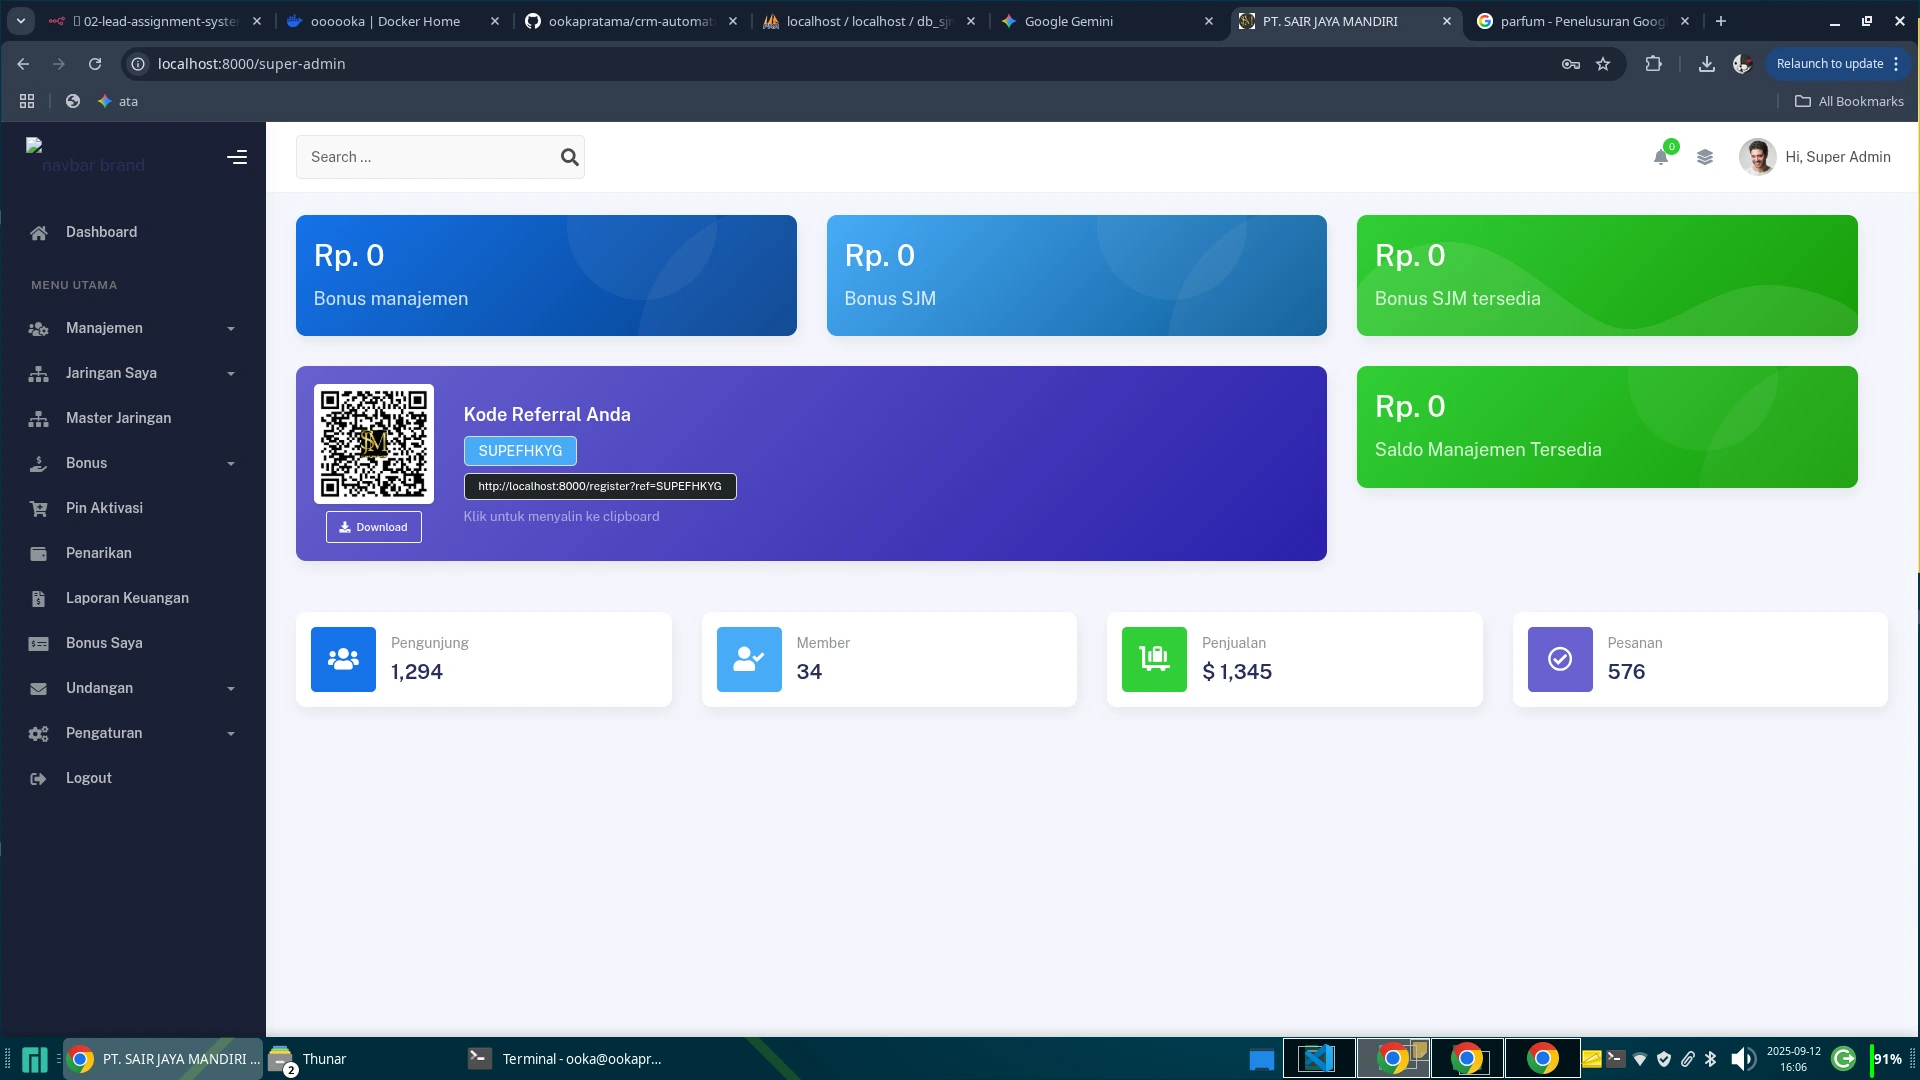 02-lead-assignment-syste
oooooka | Docker Home
ookapratama/crm-automat
localhost / localhost / db_sjm
Google Gemini
PT. SAIR JAYA MANDIRI
parfum - Penelusuran Goog
localhost:8000/super-admin
Relaunch to update
ata
All Bookmarks
navbar brand
Search ...
0
Hi, Super Admin
Dashboard
MENU UTAMA
Manajemen
Jaringan Saya
Master Jaringan
Bonus
Pin Aktivasi
Penarikan
Laporan Keuangan
Bonus Saya
Undangan
Pengaturan
Logout
Rp. 0
Bonus manajemen
Rp. 0
Bonus SJM
Rp. 0
Bonus SJM tersedia
SJM
Download
Kode Referral Anda
SUPEFHKYG
http://localhost:8000/register?ref=SUPEFHKYG
Klik untuk menyalin ke clipboard
Rp. 0
Saldo Manajemen Tersedia
Pengunjung
1,294
Member
34
Penjualan
$ 1,345
Pesanan
576
PT. SAIR JAYA MANDIRI ...
2
Thunar
Terminal - ooka@ookapr...
2025-09-12
16:06
91%